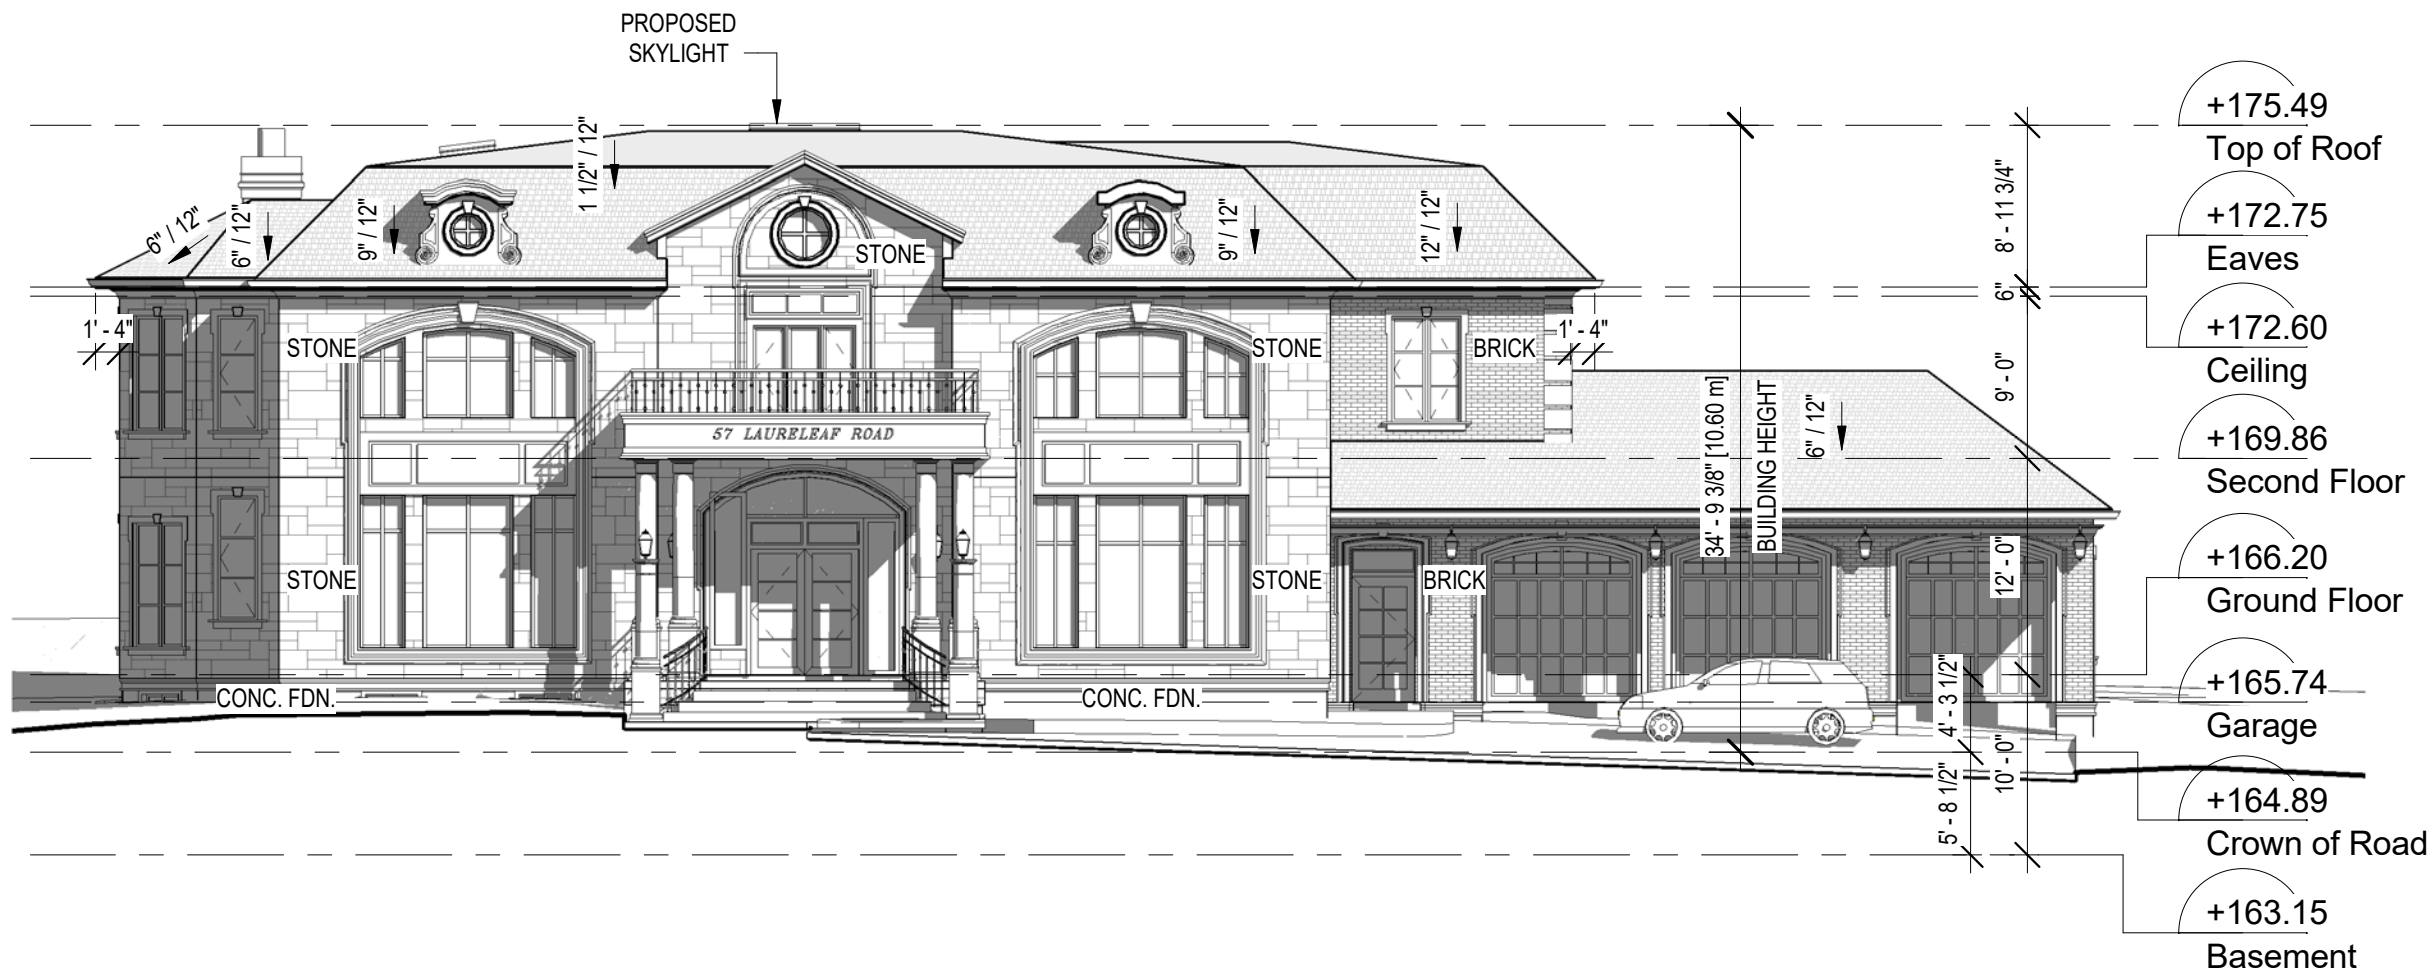 PROPOSED
SKYLIGHT
+175.49
Top of Roof
+172.75
Eaves
+172.60
Ceiling
+169.86
Second Floor
+166.20
Ground Floor
+165.74
Garage
+164.89
Crown of Road
+163.15
Basement
8' - 11 3/4"
6"
9' - 0"
12' - 0"
10' - 0"
4' - 3 1/2"
5' - 8 1/2"
34' - 9 3/8" [10.60 m]
BUILDING HEIGHT
6" / 12"
6" / 12"
9" / 12"
1 1/2" / 12"
9" / 12"
12" / 12"
6" / 12"
STONE
1' - 4"
STONE
STONE
BRICK
1' - 4"
57 LAURELEAF ROAD
STONE
STONE
BRICK
CONC. FDN.
CONC. FDN.